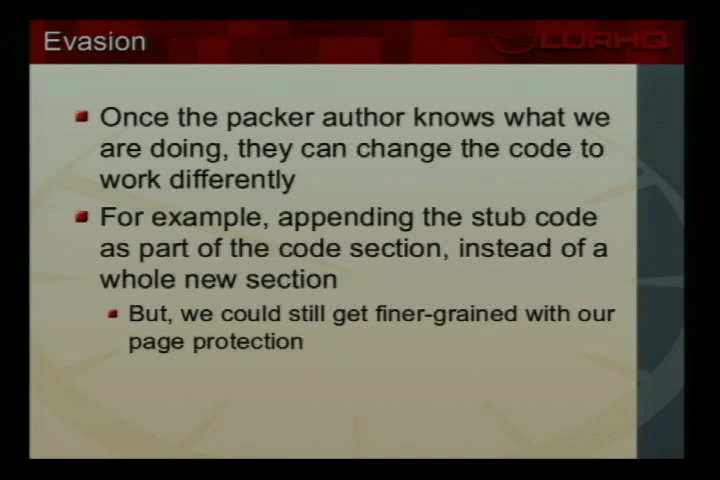 Evasion
LURHQ
Once the packer author knows what we
are doing, they can change the code to
work differently
For example, appending the stub code
as part of the code section, instead of a
whole new section
But, we could still get finer-grained with our
page protection